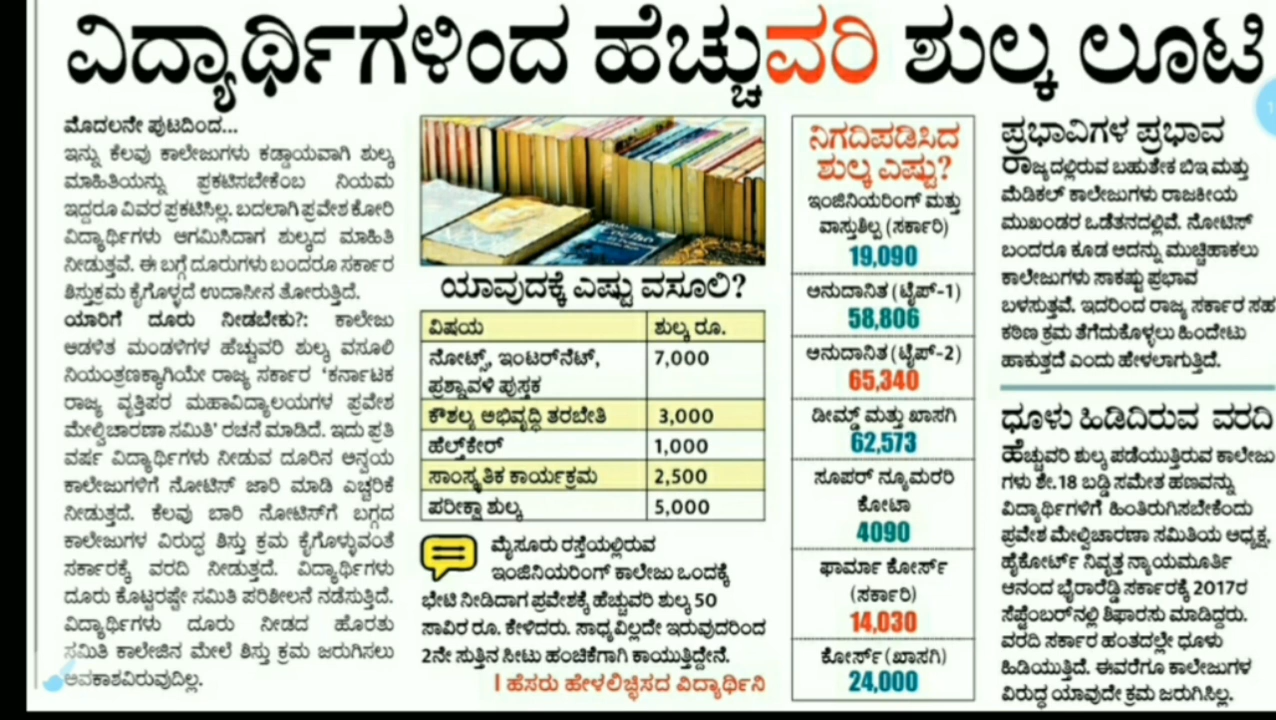 ವಿದ್ಯಾರ್ಥಿಗಳಿಂದ ಹೆಚ್ಚುವರಿ ಶುಲ್ಕ ಲೂಟಿ
ಮೊದಲನೇ ಪುಟದಿಂದ...
ಇನ್ನು ಕೆಲವು ಕಾಲೇಜುಗಳು ಕಡ್ಡಾಯವಾಗಿ ಶುಲ್ಕ
ಮಾಹಿತಿಯನ್ನು ಪ್ರಕಟಿಸಬೇಕೆಂಬ ನಿಯಮ
ಇದ್ದರೂ ವಿವರ ಪ್ರಕಟಿಸಿಲ್ಲ. ಬದಲಾಗಿ ಪ್ರವೇಶ ಕೋರಿ
ವಿದ್ಯಾರ್ಥಿಗಳು ಆಗಮಿಸಿದಾಗ ಶುಲ್ಕದ ಮಾಹಿತಿ
ನೀಡುತ್ತವೆ. ಈ ಬಗ್ಗೆ ದೂರುಗಳು ಬಂದರೂ ಸರ್ಕಾರ
ಶಿಸ್ತುಕ್ರಮ ಕೈಗೊಳ್ಳದೆ ಉದಾಸೀನ ತೋರುತ್ತಿದೆ.
ಯಾರಿಗೆ ದೂರು ನೀಡಬೇಕು?: ಕಾಲೇಜು
ಆಡಳಿತ ಮಂಡಳಿಗಳ ಹೆಚ್ಚುವರಿ ಶುಲ್ಕ ವಸೂಲಿ
ನಿಯಂತ್ರಣಕ್ಕಾಗಿಯೇ ರಾಜ್ಯ ಸರ್ಕಾರ 'ಕರ್ನಾಟಕ
ರಾಜ್ಯ ವೃತ್ತಿಪರ ಮಹಾವಿದ್ಯಾಲಯಗಳ ಪ್ರವೇಶ
ಮೇಲ್ವಿಚಾರಣಾ ಸಮಿತಿ' ರಚನೆ ಮಾಡಿದೆ. ಇದು ಪ್ರತಿ
ವರ್ಷ ವಿದ್ಯಾರ್ಥಿಗಳು ನೀಡುವ ದೂರಿನ ಅನ್ವಯ
ಕಾಲೇಜುಗಳಿಗೆ ನೋಟಿಸ್ ಜಾರಿ ಮಾಡಿ ಎಚ್ಚರಿಕೆ
ನೀಡುತ್ತದೆ. ಕೆಲವು ಬಾರಿ ನೋಟಿಸ್‌ಗೆ ಬಗ್ಗದ
ಕಾಲೇಜುಗಳ ವಿರುದ್ಧ ಶಿಸ್ತು ಕ್ರಮ ಕೈಗೊಳ್ಳುವಂತೆ
ಸರ್ಕಾರಕ್ಕೆ ವರದಿ ನೀಡುತ್ತದೆ. ವಿದ್ಯಾರ್ಥಿಗಳು
ದೂರು ಕೊಟ್ಟರಷ್ಟೇ ಸಮಿತಿ ಪರಿಶೀಲನೆ ನಡೆಸುತ್ತಿದೆ.
ವಿದ್ಯಾರ್ಥಿಗಳು ದೂರು ನೀಡದ ಹೊರತು
ಸಮಿತಿ ಕಾಲೇಜಿನ ಮೇಲೆ ಶಿಸ್ತು ಕ್ರಮ ಜರುಗಿಸಲು
ಅವಕಾಶವಿರುವುದಿಲ್ಲ.
ಯಾವುದಕ್ಕೆ ಎಷ್ಟು ವಸೂಲಿ?
ವಿಷಯ ಶುಲ್ಕ ರೂ.
ನೋಟ್ಸ್, ಇಂಟರ್‌ನೆಟ್, 7,000
ಪ್ರಶ್ನಾವಳಿ ಪುಸ್ತಕ
ಕೌಶಲ್ಯ ಅಭಿವೃದ್ಧಿ ತರಬೇತಿ 3,000
ಹೆಲ್ತ್‌ಕೇರ್ 1,000
ಸಾಂಸ್ಕೃತಿಕ ಕಾರ್ಯಕ್ರಮ 2,500
ಪರೀಕ್ಷಾ ಶುಲ್ಕ 5,000
ಮೈಸೂರು ರಸ್ತೆಯಲ್ಲಿರುವ
ಇಂಜಿನಿಯರಿಂಗ್ ಕಾಲೇಜು ಒಂದಕ್ಕೆ
ಭೇಟಿ ನೀಡಿದಾಗ ಪ್ರವೇಶಕ್ಕೆ ಹೆಚ್ಚುವರಿ ಶುಲ್ಕ 50
ಸಾವಿರ ರೂ. ಕೇಳಿದರು. ಸಾಧ್ಯವಿಲ್ಲದೇ ಇರುವುದರಿಂದ
2ನೇ ಸುತ್ತಿನ ಸೀಟು ಹಂಚಿಕೆಗಾಗಿ ಕಾಯುತ್ತಿದ್ದೇನೆ.
। ಹೆಸರು ಹೇಳಲಿಚ್ಛಿಸದ ವಿದ್ಯಾರ್ಥಿನಿ
ನಿಗದಿಪಡಿಸಿದ
ಶುಲ್ಕ ಎಷ್ಟು?
ಇಂಜಿನಿಯರಿಂಗ್ ಮತ್ತು
ವಾಸ್ತುಶಿಲ್ಪ (ಸರ್ಕಾರಿ)
19,090
ಅನುದಾನಿತ (ಟೈಪ್-1)
58,806
ಅನುದಾನಿತ (ಟೈಪ್-2)
65,340
ಡೀಮ್ಡ್ ಮತ್ತು ಖಾಸಗಿ
62,573
ಸೂಪರ್ ನ್ಯೂಮರರಿ
ಕೋಟಾ
4090
ಫಾರ್ಮಾ ಕೋರ್ಸ್
(ಸರ್ಕಾರಿ)
14,030
ಕೋರ್ಸ್ (ಖಾಸಗಿ)
24,000
ಪ್ರಭಾವಿಗಳ ಪ್ರಭಾವ
ರಾಜ್ಯದಲ್ಲಿರುವ ಬಹುತೇಕ ಬಿಇ ಮತ್ತು
ಮೆಡಿಕಲ್ ಕಾಲೇಜುಗಳು ರಾಜಕೀಯ
ಮುಖಂಡರ ಒಡೆತನದಲ್ಲಿವೆ. ನೋಟಿಸ್
ಬಂದರೂ ಕೂಡ ಅದನ್ನು ಮುಚ್ಚಿಹಾಕಲು
ಕಾಲೇಜುಗಳು ಸಾಕಷ್ಟು ಪ್ರಭಾವ
ಬಳಸುತ್ತವೆ. ಇದರಿಂದ ರಾಜ್ಯ ಸರ್ಕಾರ ಸಹ
ಕಠಿಣ ಕ್ರಮ ತೆಗೆದುಕೊಳ್ಳಲು ಹಿಂದೇಟು
ಹಾಕುತ್ತದೆ ಎಂದು ಹೇಳಲಾಗುತ್ತಿದೆ.
ಧೂಳು ಹಿಡಿದಿರುವ ವರದಿ
ಹೆಚ್ಚುವರಿ ಶುಲ್ಕ ಪಡೆಯುತ್ತಿರುವ ಕಾಲೇಜು
ಗಳು ಶೇ.18 ಬಡ್ಡಿ ಸಮೇತ ಹಣವನ್ನು
ವಿದ್ಯಾರ್ಥಿಗಳಿಗೆ ಹಿಂತಿರುಗಿಸಬೇಕೆಂದು
ಪ್ರವೇಶ ಮೇಲ್ವಿಚಾರಣಾ ಸಮಿತಿಯ ಅಧ್ಯಕ್ಷ,
ಹೈಕೋರ್ಟ್ ನಿವೃತ್ತ ನ್ಯಾಯಮೂರ್ತಿ
ಆನಂದ ಭೈರಾರೆಡ್ಡಿ ಸರ್ಕಾರಕ್ಕೆ 2017ರ
ಸೆಪ್ಟೆಂಬರ್‌ನಲ್ಲಿ ಶಿಫಾರಸು ಮಾಡಿದ್ದರು.
ವರದಿ ಸರ್ಕಾರ ಹಂತದಲ್ಲೇ ಧೂಳು
ಹಿಡಿಯುತ್ತಿದೆ. ಈವರೆಗೂ ಕಾಲೇಜುಗಳ
ವಿರುದ್ಧ ಯಾವುದೇ ಕ್ರಮ ಜರುಗಿಸಿಲ್ಲ.